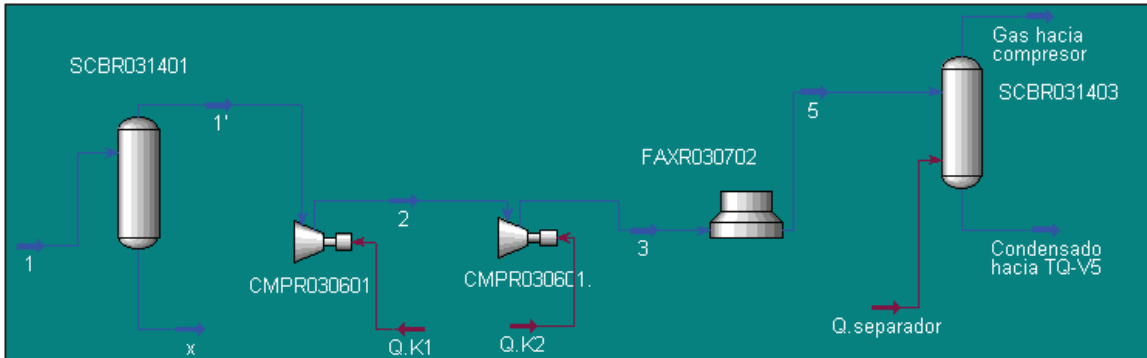 Gas hacia
compresor
SCBR031401
SCBR031403
1'
5
FAXR030702
2
3
1
CMPR030601
CMPR030601.
Condensado
hacia TQ-V5
x
Q.K1
Q.K2
Q.separador